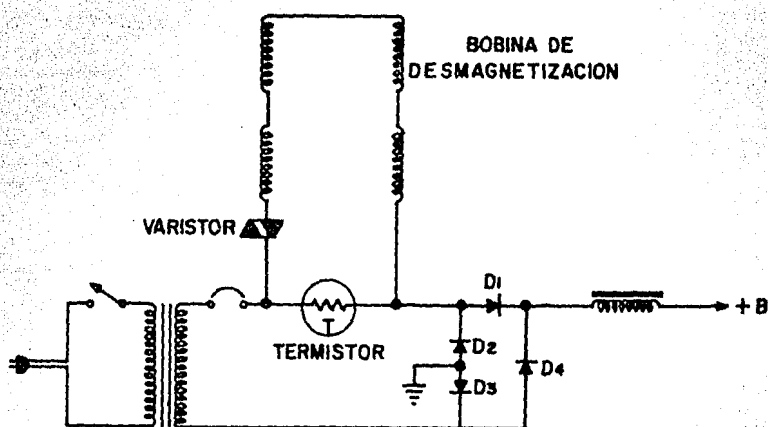 BOBINA DE
DESMAGNETIZACION
VARISTOR
D1
+ B
T
TERMISTOR
D2
D3
D4